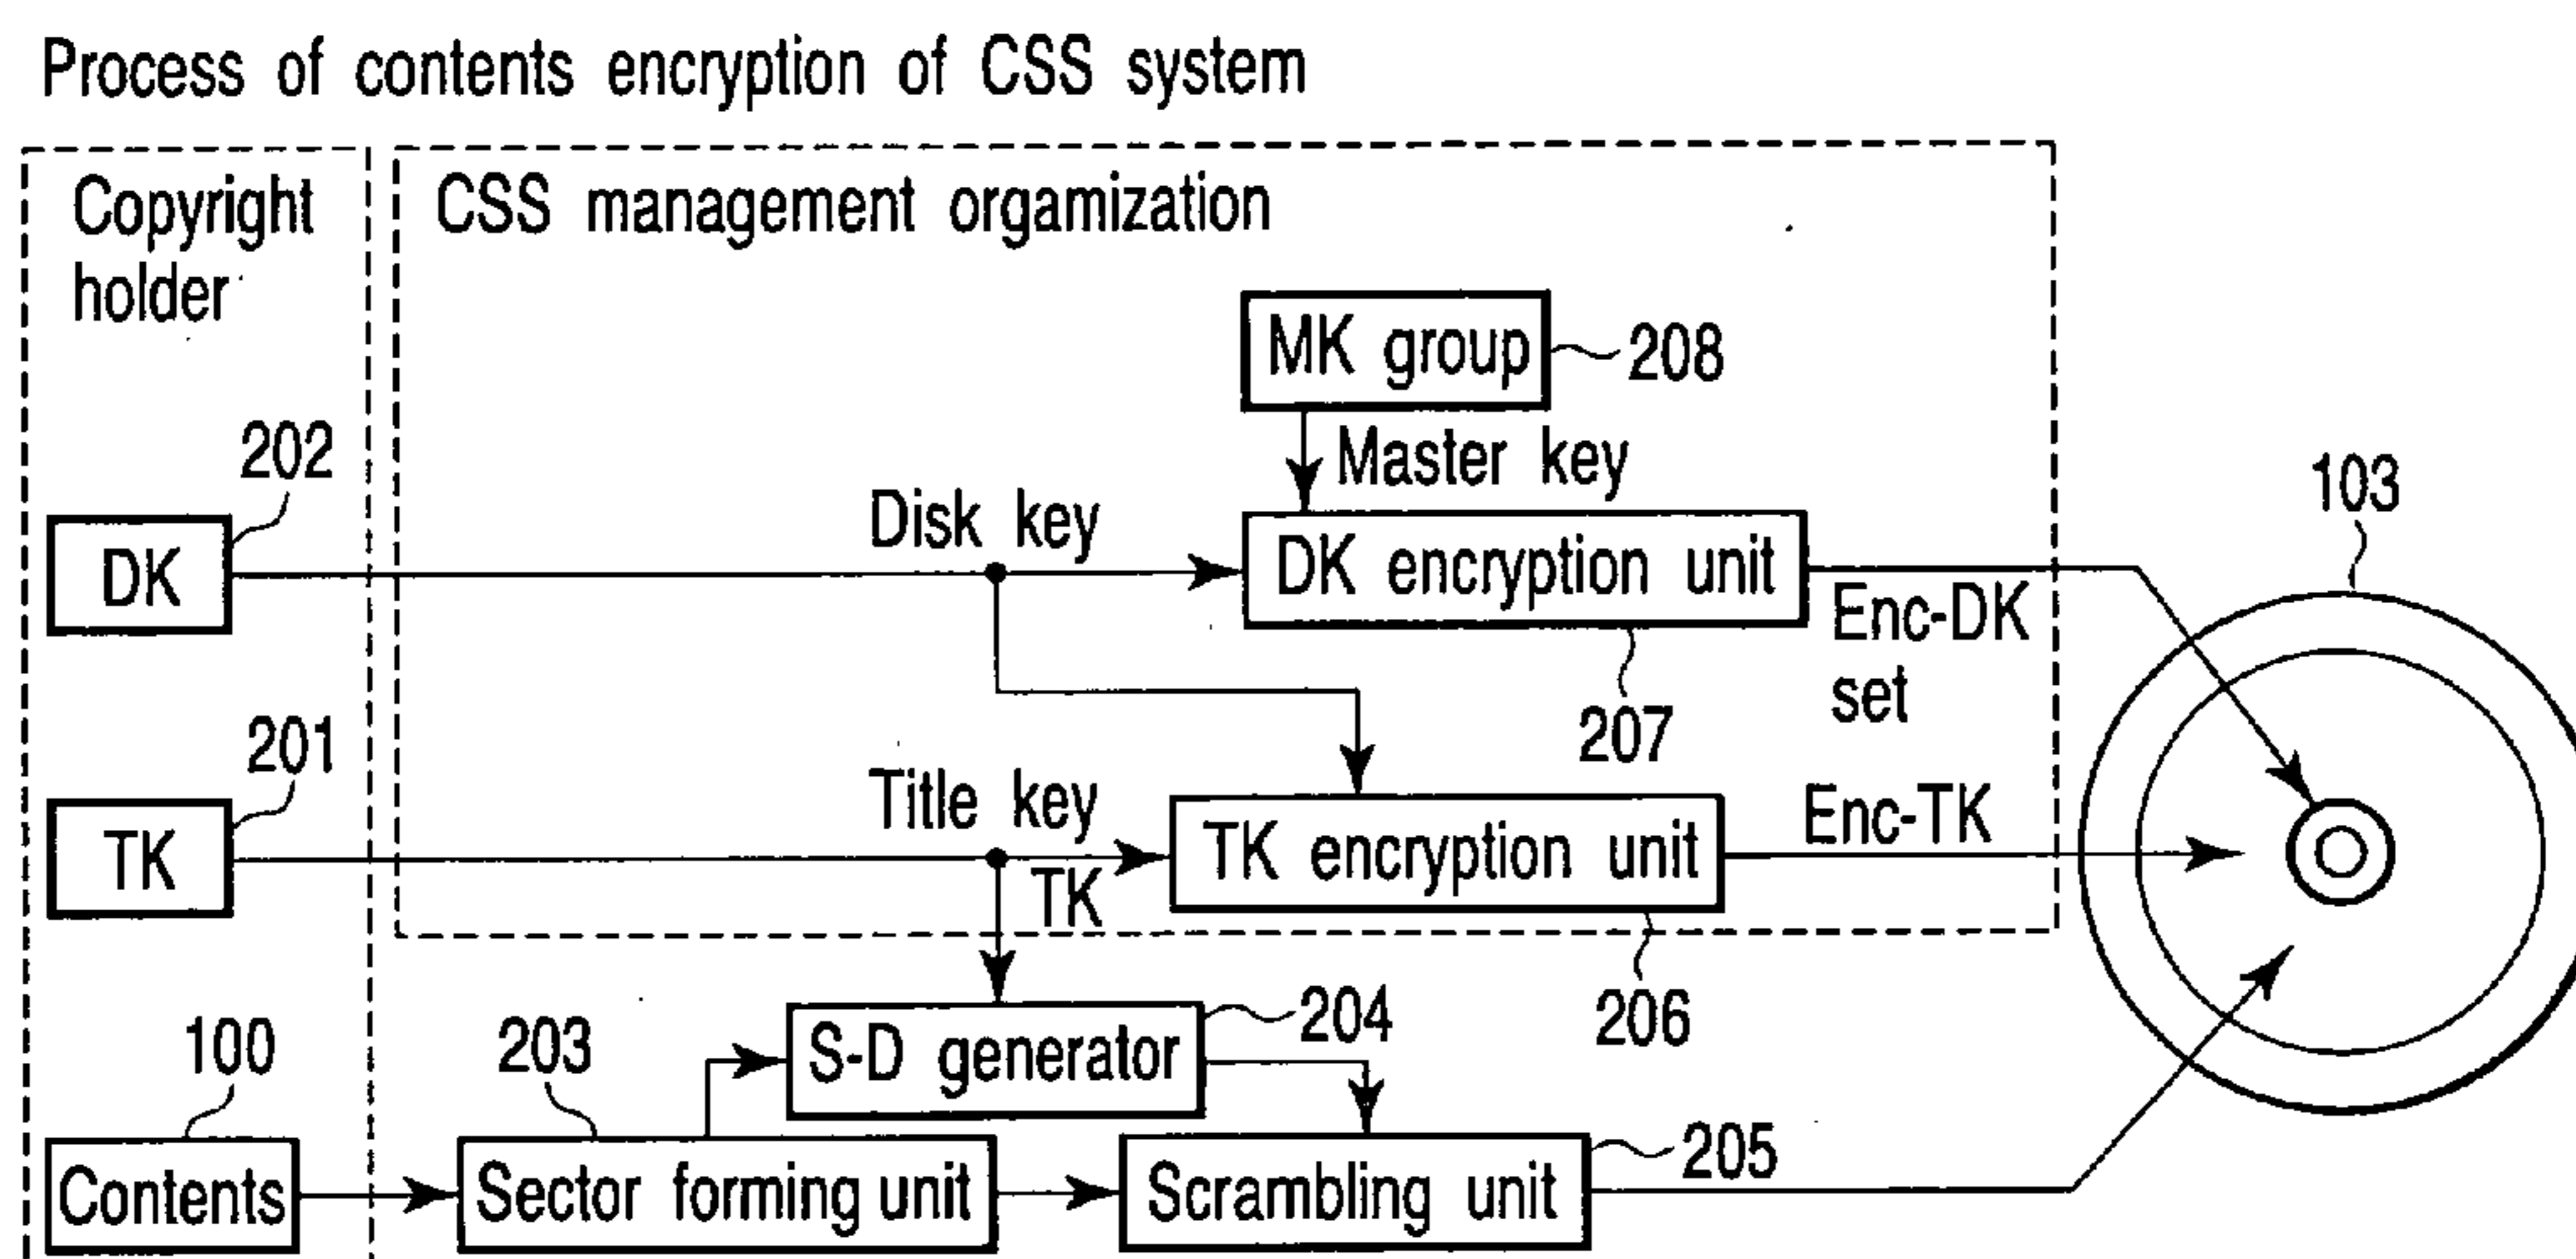 Process of contents encryption of CSS system
Copyright
holder
CSS management orgamization
MK group
208
Master key
202
Disk key
103
DK
DK encryption unit
Enc-DK
set
207
201
Title key
Enc-TK
TK
TK encryption unit
TK
206
204
S-D generator
100
203
205
Contents
Sector forming unit
Scrambling unit